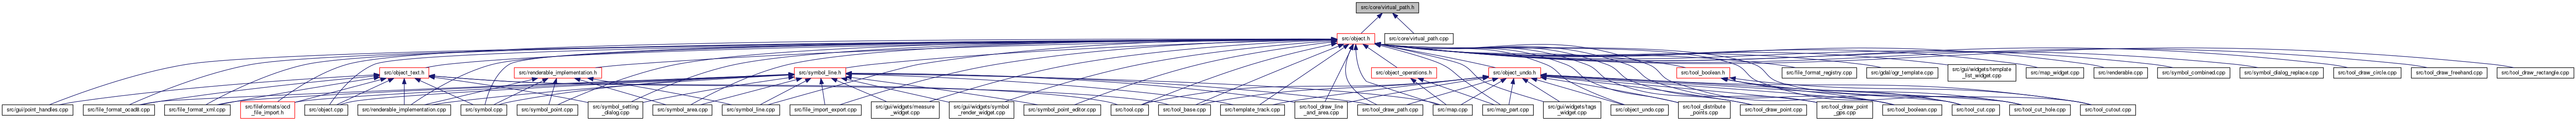 src/core/virtual_path.h
src/object.h
src/core/virtual_path.cpp
src/object_text.h
src/renderable_implementation.h
src/symbol_line.h
src/object_operations.h
src/object_undo.h
src/tool_boolean.h
src/file_format_registry.cpp
src/gdal/ogr_template.cpp
src/gui/widgets/template
_list_widget.cpp
src/map_widget.cpp
src/renderable.cpp
src/symbol_combined.cpp
src/symbol_dialog_replace.cpp
src/tool_draw_circle.cpp
src/tool_draw_freehand.cpp
src/tool_draw_rectangle.cpp
src/gui/point_handles.cpp
src/file_format_ocad8.cpp
src/file_format_xml.cpp
src/fileformats/ocd
_file_import.h
src/object.cpp
src/renderable_implementation.cpp
src/symbol.cpp
src/symbol_point.cpp
src/symbol_setting
_dialog.cpp
src/symbol_area.cpp
src/symbol_line.cpp
src/file_import_export.cpp
src/gui/widgets/measure
_widget.cpp
src/gui/widgets/symbol
_render_widget.cpp
src/symbol_point_editor.cpp
src/tool.cpp
src/tool_base.cpp
src/template_track.cpp
src/tool_draw_line
_and_area.cpp
src/tool_draw_path.cpp
src/map.cpp
src/map_part.cpp
src/gui/widgets/tags
_widget.cpp
src/object_undo.cpp
src/tool_distribute
_points.cpp
src/tool_draw_point.cpp
src/tool_draw_point
_gps.cpp
src/tool_boolean.cpp
src/tool_cut.cpp
src/tool_cut_hole.cpp
src/tool_cutout.cpp